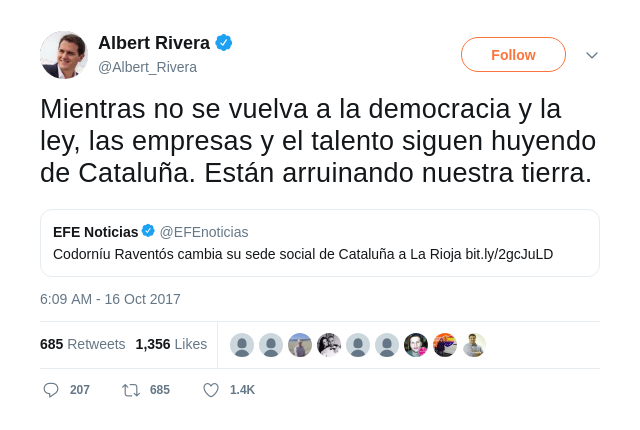 Albert Rivera
@Albert_Rivera
Follow
Mientras no se vuelva a la democracia y la
ley, las empresas y el talento siguen huyendo
de Cataluña. Están arruinando nuestra tierra.
EFE Noticias @EFEnoticias
Codorníu Raventós cambia su sede social de Cataluña a La Rioja bit.ly/2gcJuLD
6:09 AM - 16 Oct 2017
685 Retweets 1,356 Likes
207 685 1.4K